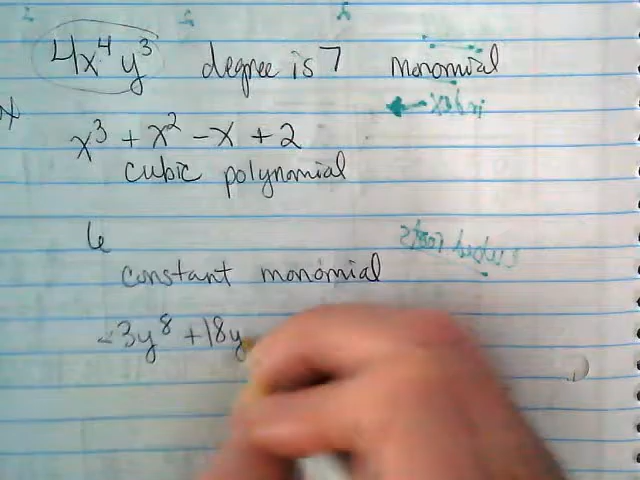 4x⁴y³ degree is 7 monomial
x³ + x² - x + 2
cubic polynomial
6
constant monomial
-3y⁸ + 18y